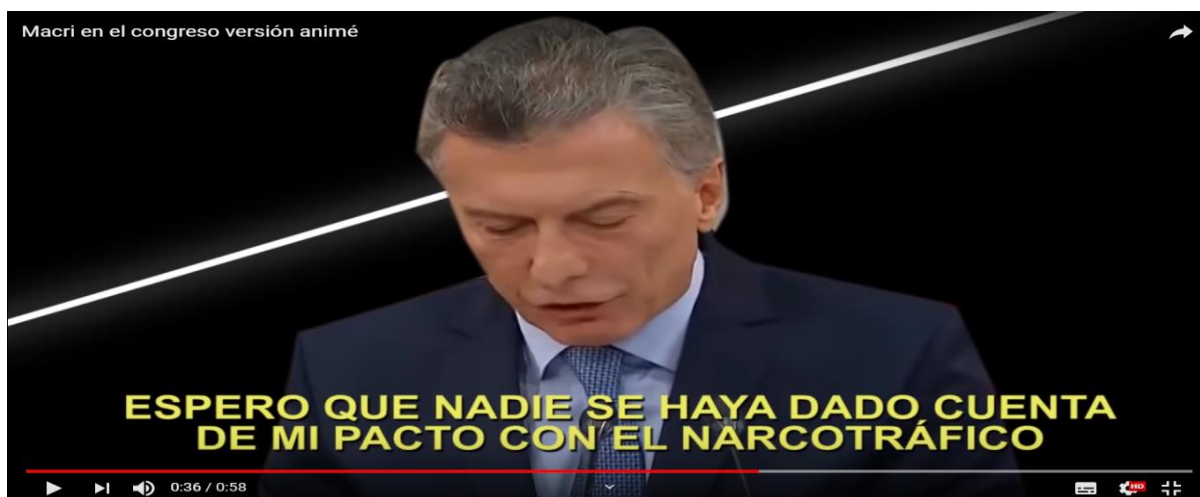 Macri en el congreso versión animé
ESPERO QUE NADIE SE HAYA DADO CUENTA
DE MI PACTO CON EL NARCOTRÁFICO
0:36 / 0:58
HD